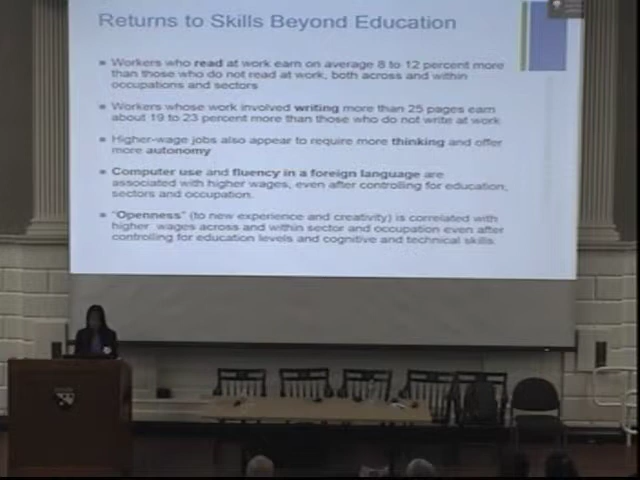 Returns to Skills Beyond Education
Workers who read at work earn on average 8 to 12 percent more
than those who do not read at work, both across and within
occupations and sectors
Workers whose work involved writing more than 25 pages earn
about 19 to 23 percent more than those who do not write at work
Higher-wage jobs also appear to require more thinking and offer
more autonomy
Computer use and fluency in a foreign language are
associated with higher wages, even after controlling for education,
sectors and occupation.
"Openness" (to new experience and creativity) is correlated with
higher wages across and within sector and occupation even after
controlling for education levels and cognitive and technical skills.